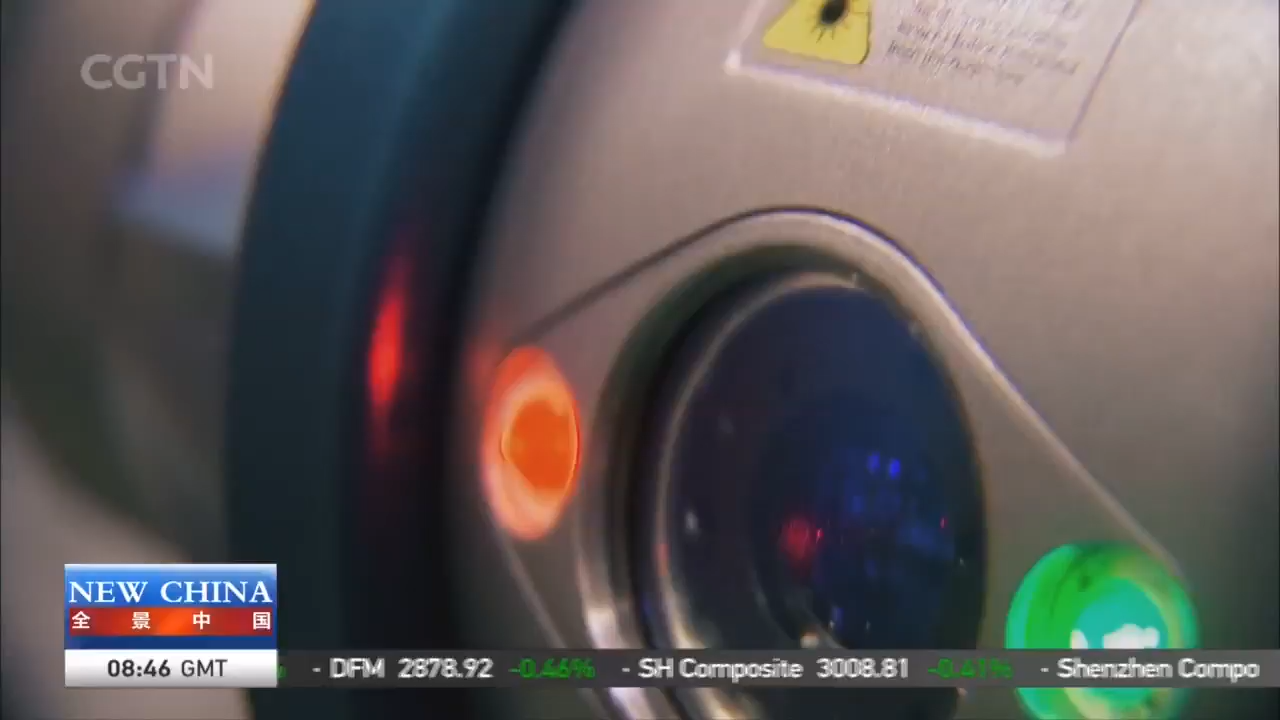 CGTN
NEW CHINA
全景中国
08:46 GMT
- DFM 2878.92 -0.46% - SH Composite 3008.81 -0.41% - Shenzhen Compo